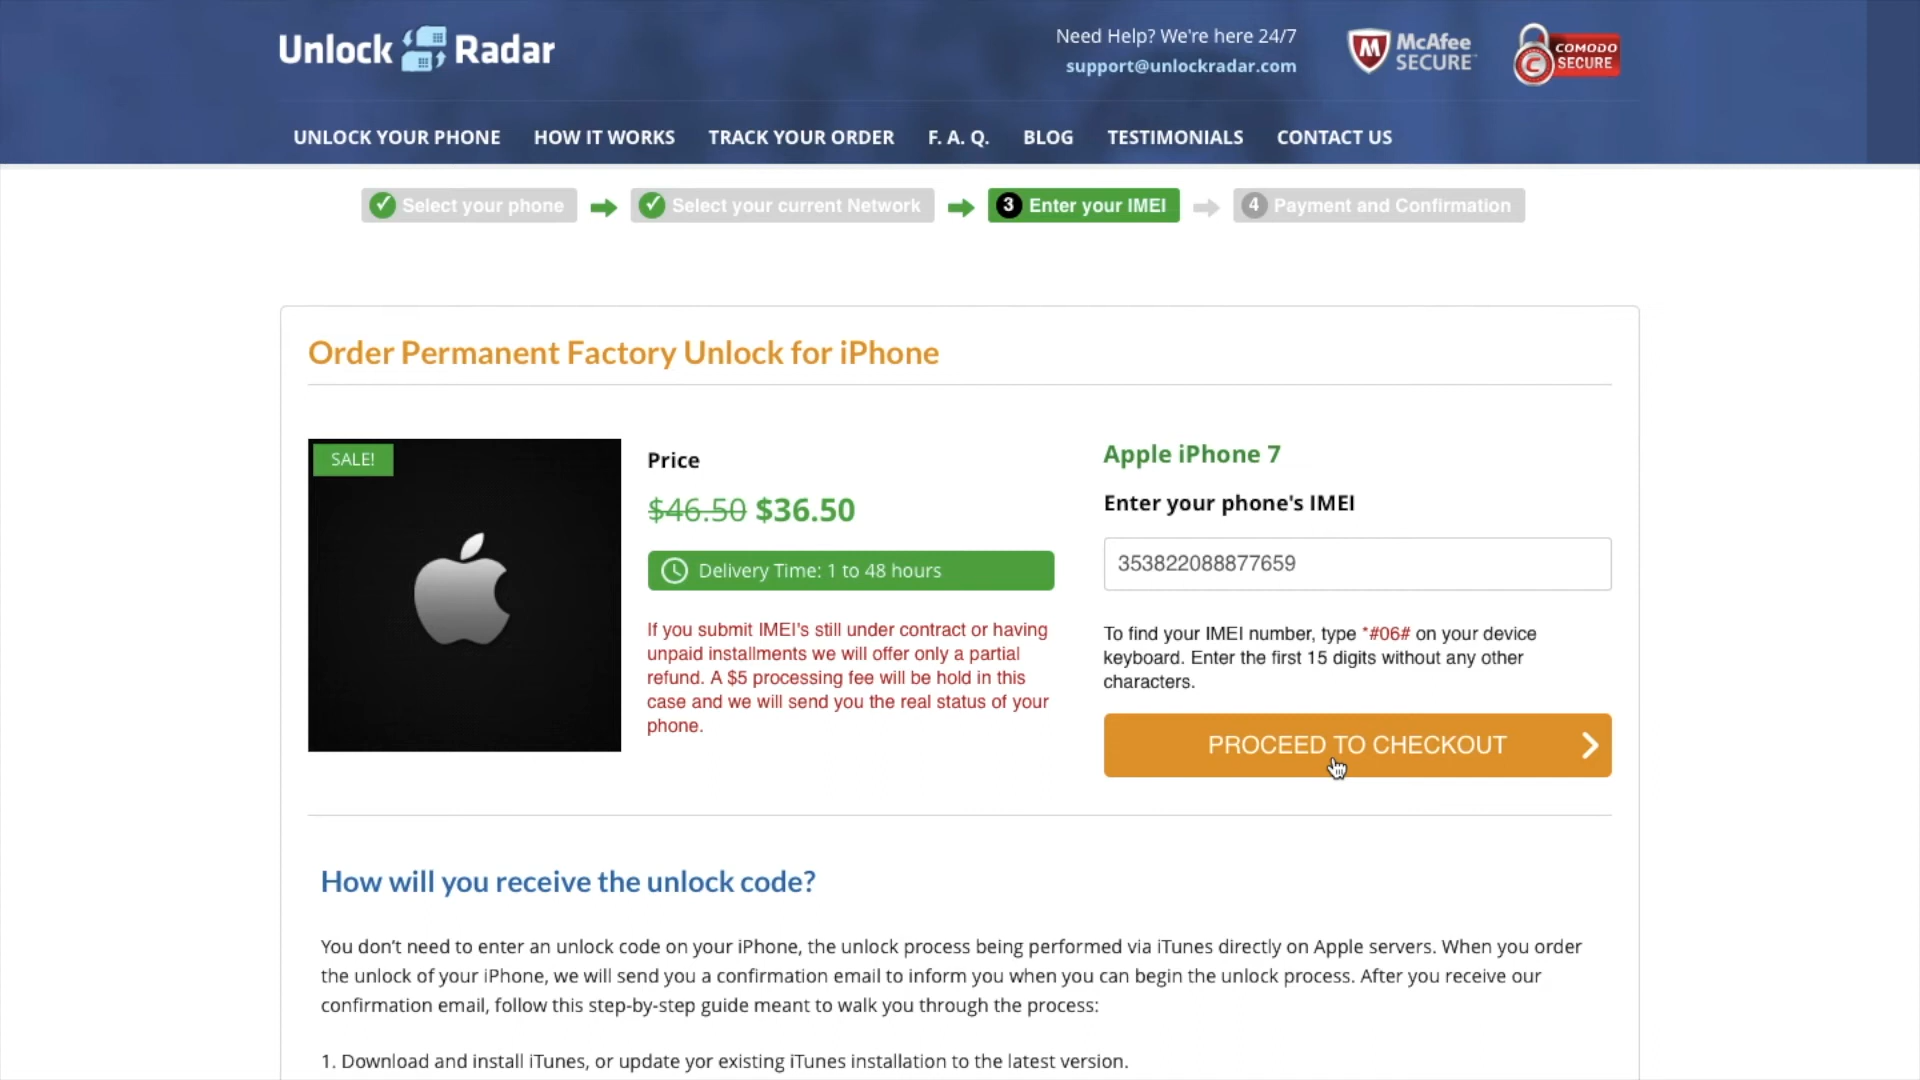 Unlock Radar
Need Help? We're here 24/7
support@unlockradar.com
McAfee
SECURE
COMODO
SECURE
UNLOCK YOUR PHONE HOW IT WORKS TRACK YOUR ORDER F. A. Q. BLOG TESTIMONIALS CONTACT US
Select your phone Select your current Network 3 Enter your IMEI 4 Payment and Confirmation
Order Permanent Factory Unlock for iPhone
SALE!
Price
$46.50 $36.50
Delivery Time: 1 to 48 hours
If you submit IMEI's still under contract or having
unpaid installments we will offer only a partial
refund. A $5 processing fee will be hold in this
case and we will send you the real status of your
phone.
Apple iPhone 7
Enter your phone's IMEI
353822088877659
To find your IMEI number, type *#06# on your device
keyboard. Enter the first 15 digits without any other
characters.
PROCEED TO CHECKOUT
How will you receive the unlock code?
You don't need to enter an unlock code on your iPhone, the unlock process being performed via iTunes directly on Apple servers. When you order
the unlock of your iPhone, we will send you a confirmation email to inform you when you can begin the unlock process. After you receive our
confirmation email, follow this step-by-step guide meant to walk you through the process:
1. Download and install iTunes, or update yor existing iTunes installation to the latest version.